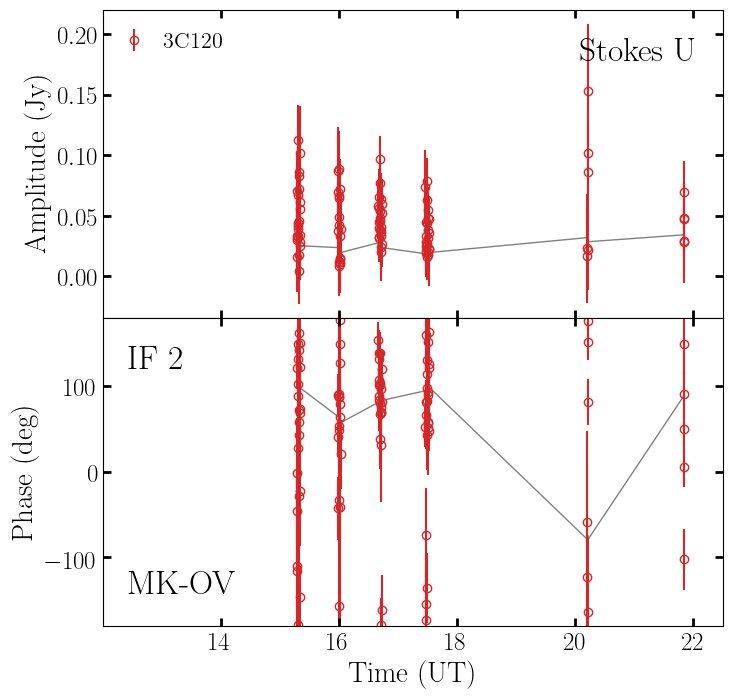 3C120
Stokes U
0.20
0.15
0.10
0.05
0.00
Amplitude (Jy)
IF 2
100
0
−100
Phase (deg)
MK-OV
14 16 18 20 22
Time (UT)